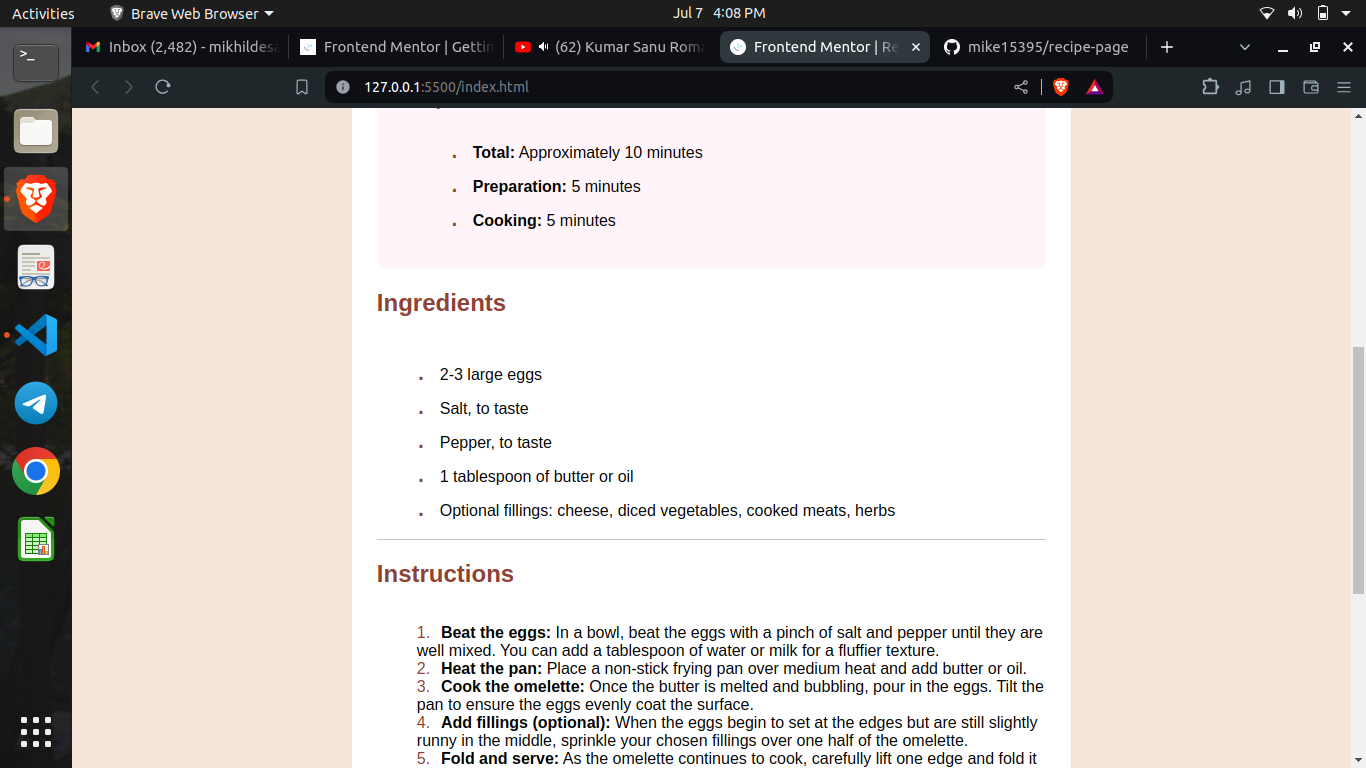 Activities
Brave Web Browser
Jul 7 4:08 PM
Inbox (2,482) - mikhildesa
Frontend Mentor | Gettin
(62) Kumar Sanu Roma
Frontend Mentor | Re
mike15395/recipe-page
127.0.0.1:5500/index.html
Total: Approximately 10 minutes
Preparation: 5 minutes
Cooking: 5 minutes
Ingredients
2-3 large eggs
Salt, to taste
Pepper, to taste
1 tablespoon of butter or oil
Optional fillings: cheese, diced vegetables, cooked meats, herbs
Instructions
1. Beat the eggs: In a bowl, beat the eggs with a pinch of salt and pepper until they are
well mixed. You can add a tablespoon of water or milk for a fluffier texture.
2. Heat the pan: Place a non-stick frying pan over medium heat and add butter or oil.
3. Cook the omelette: Once the butter is melted and bubbling, pour in the eggs. Tilt the
pan to ensure the eggs evenly coat the surface.
4. Add fillings (optional): When the eggs begin to set at the edges but are still slightly
runny in the middle, sprinkle your chosen fillings over one half of the omelette.
5. Fold and serve: As the omelette continues to cook, carefully lift one edge and fold it